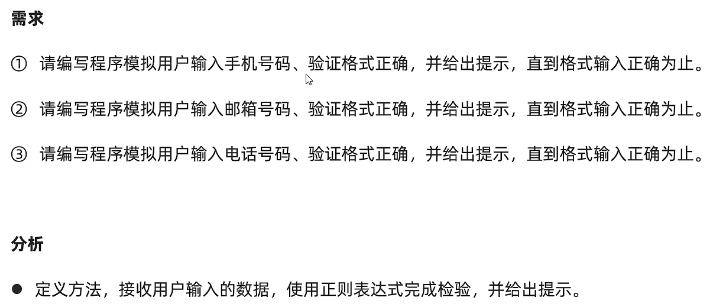 需求
① 请编写程序模拟用户输入手机号码、验证格式正确，并给出提示，直到格式输入正确为止。
② 请编写程序模拟用户输入邮箱号码、验证格式正确，并给出提示，直到格式输入正确为止。
③ 请编写程序模拟用户输入电话号码、验证格式正确，并给出提示，直到格式输入正确为止。
分析
● 定义方法，接收用户输入的数据，使用正则表达式完成检验，并给出提示。